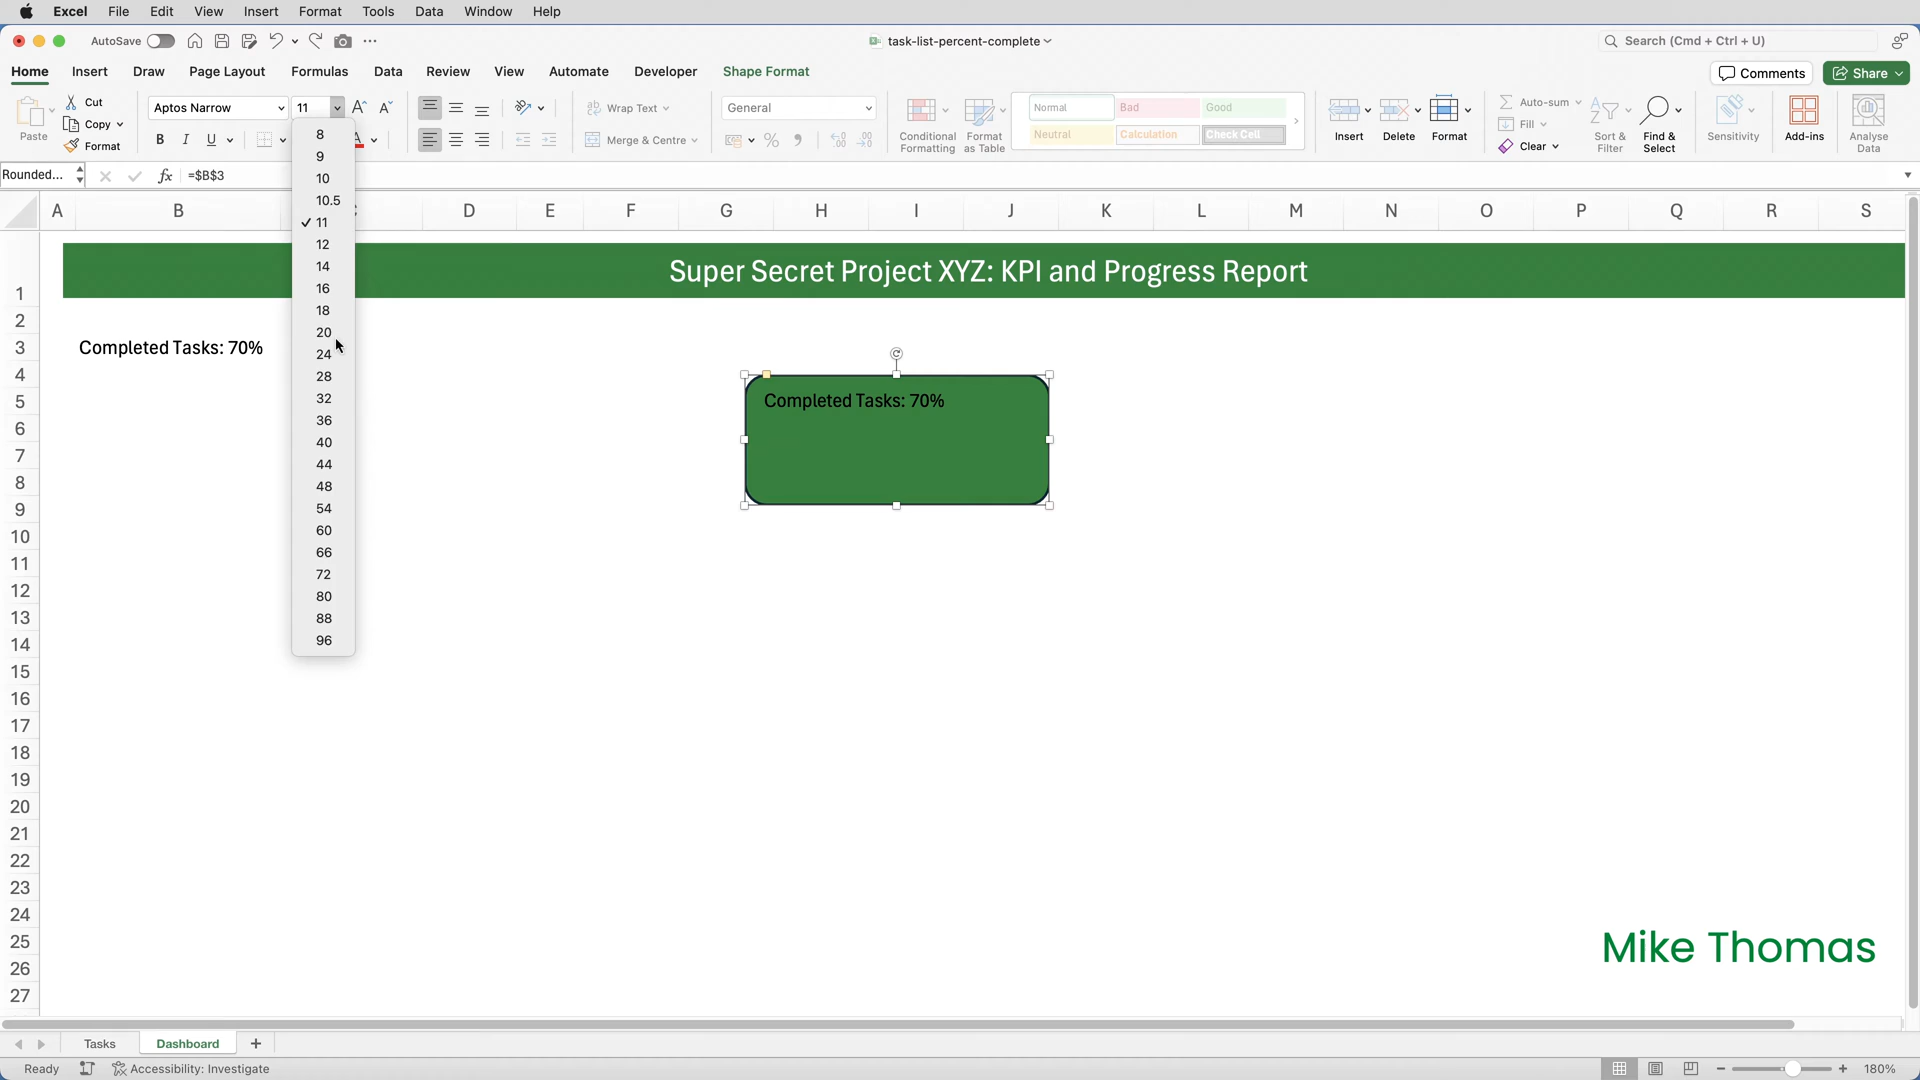 Excel File Edit View Insert Format Tools Data Window Help
AutoSave task-list-percent-complete Search (Cmd + Ctrl + U)
Home Insert Draw Page Layout Formulas Data Review View Automate Developer Shape Format Comments Share
Paste Cut Copy Format
Aptos Narrow 11
B I U
Wrap Text
Merge & Centre
General
Conditional Formatting
Format as Table
Normal Bad Good
Neutral Calculation Check Cell
Insert Delete Format
Auto-sum
Fill
Clear
Sort & Filter
Find & Select
Sensitivity
Add-ins
Analyse Data
Rounded... fx =$B$3
A B D E F G H I J K L M N O P Q R S
8
9
10
10.5
11
12
14
16
18
20
24
28
32
36
40
44
48
54
60
66
72
80
88
96
Super Secret Project XYZ: KPI and Progress Report
Completed Tasks: 70%
Completed Tasks: 70%
1
2
3
4
5
6
7
8
9
10
11
12
13
14
15
16
17
18
19
20
21
22
23
24
25
26
27
Mike Thomas
Tasks Dashboard +
Ready Accessibility: Investigate 180%